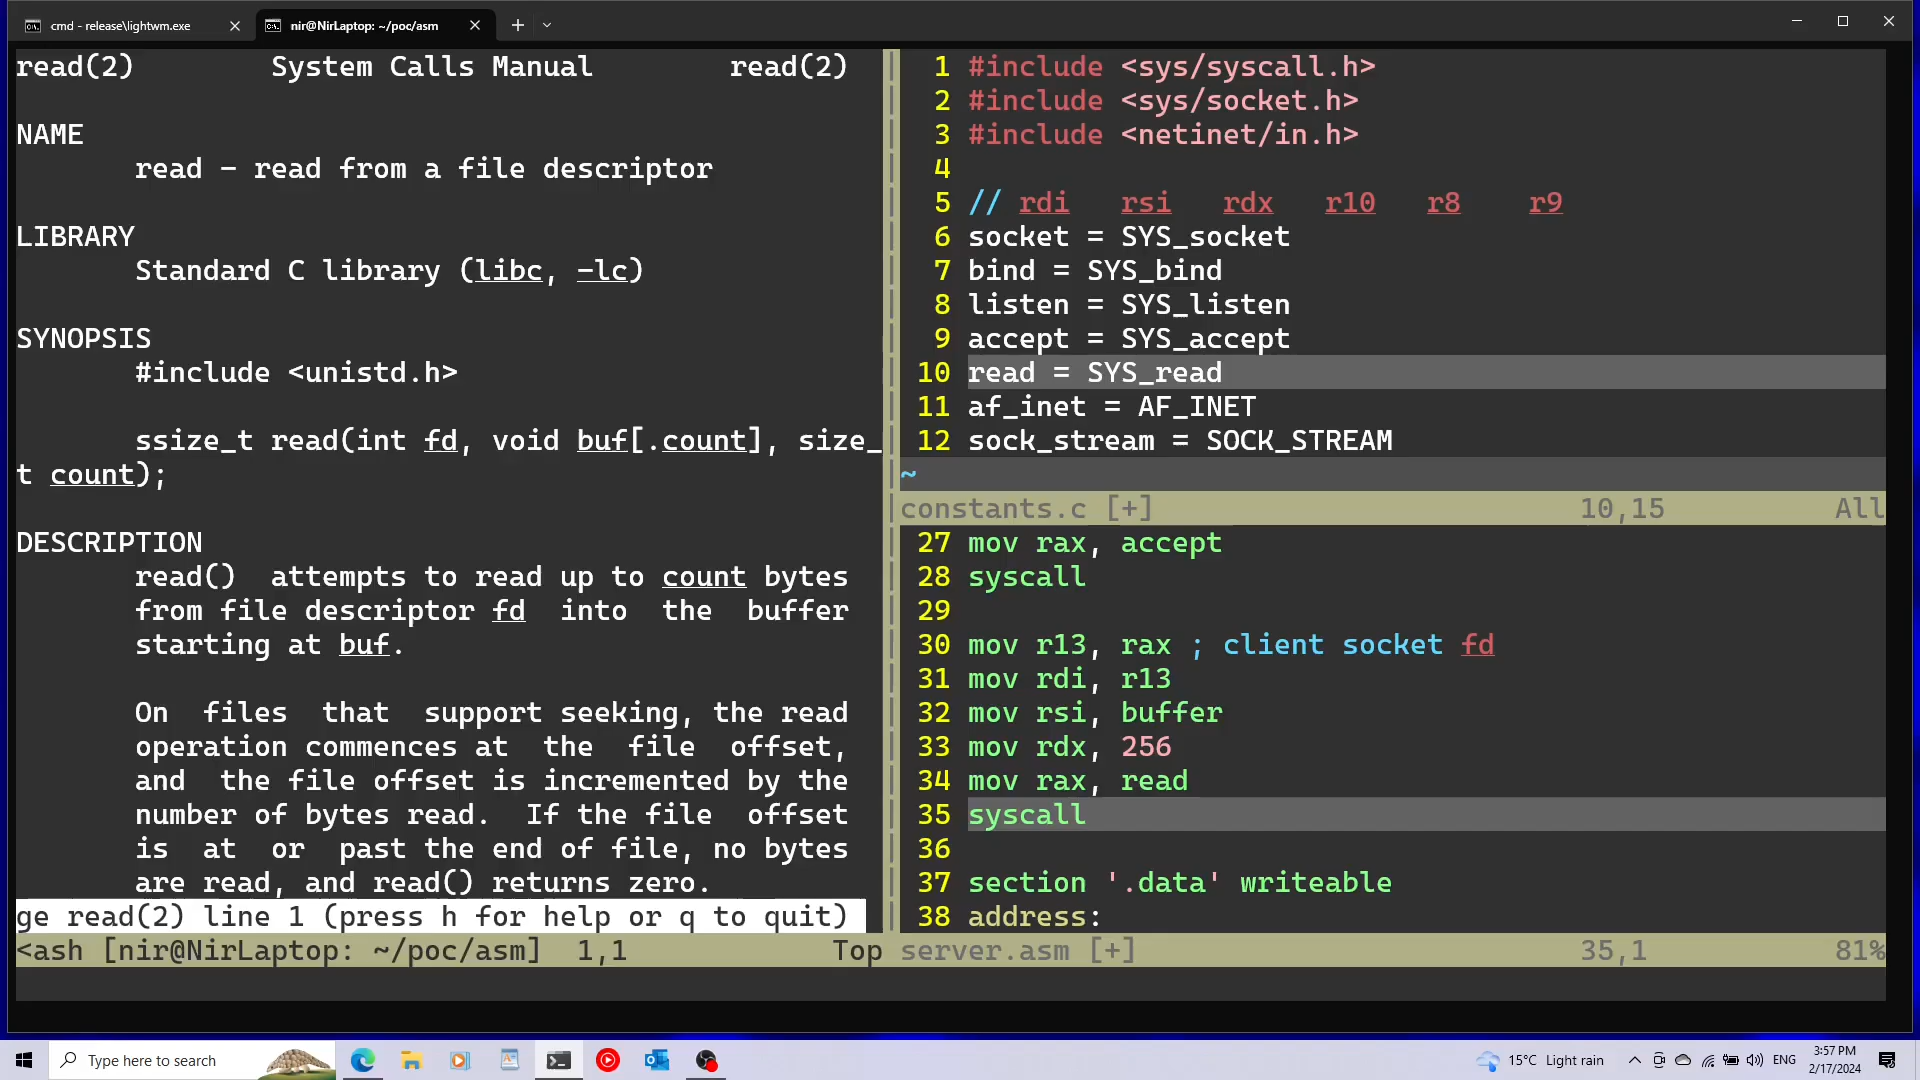 cmd - release\lightwm.exe
nir@NirLaptop: ~/poc/asm
read(2) System Calls Manual read(2)
NAME
read - read from a file descriptor
LIBRARY
Standard C library (libc, -lc)
SYNOPSIS
#include <unistd.h>
ssize_t read(int fd, void buf[.count], size_
t count);
DESCRIPTION
read() attempts to read up to count bytes
from file descriptor fd into the buffer
starting at buf.
On files that support seeking, the read
operation commences at the file offset,
and the file offset is incremented by the
number of bytes read. If the file offset
is at or past the end of file, no bytes
are read, and read() returns zero.
ge read(2) line 1 (press h for help or q to quit)
<ash [nir@NirLaptop: ~/poc/asm] 1,1 Top
1 #include <sys/syscall.h>
2 #include <sys/socket.h>
3 #include <netinet/in.h>
4
5 // rdi rsi rdx r10 r8 r9
6 socket = SYS_socket
7 bind = SYS_bind
8 listen = SYS_listen
9 accept = SYS_accept
10 read = SYS_read
11 af_inet = AF_INET
12 sock_stream = SOCK_STREAM
~
constants.c [+] 10,15 All
27 mov rax, accept
28 syscall
29
30 mov r13, rax ; client socket fd
31 mov rdi, r13
32 mov rsi, buffer
33 mov rdx, 256
34 mov rax, read
35 syscall
36
37 section '.data' writeable
38 address:
server.asm [+] 35,1 81%
Type here to search
15°C Light rain
ENG
3:57 PM
2/17/2024